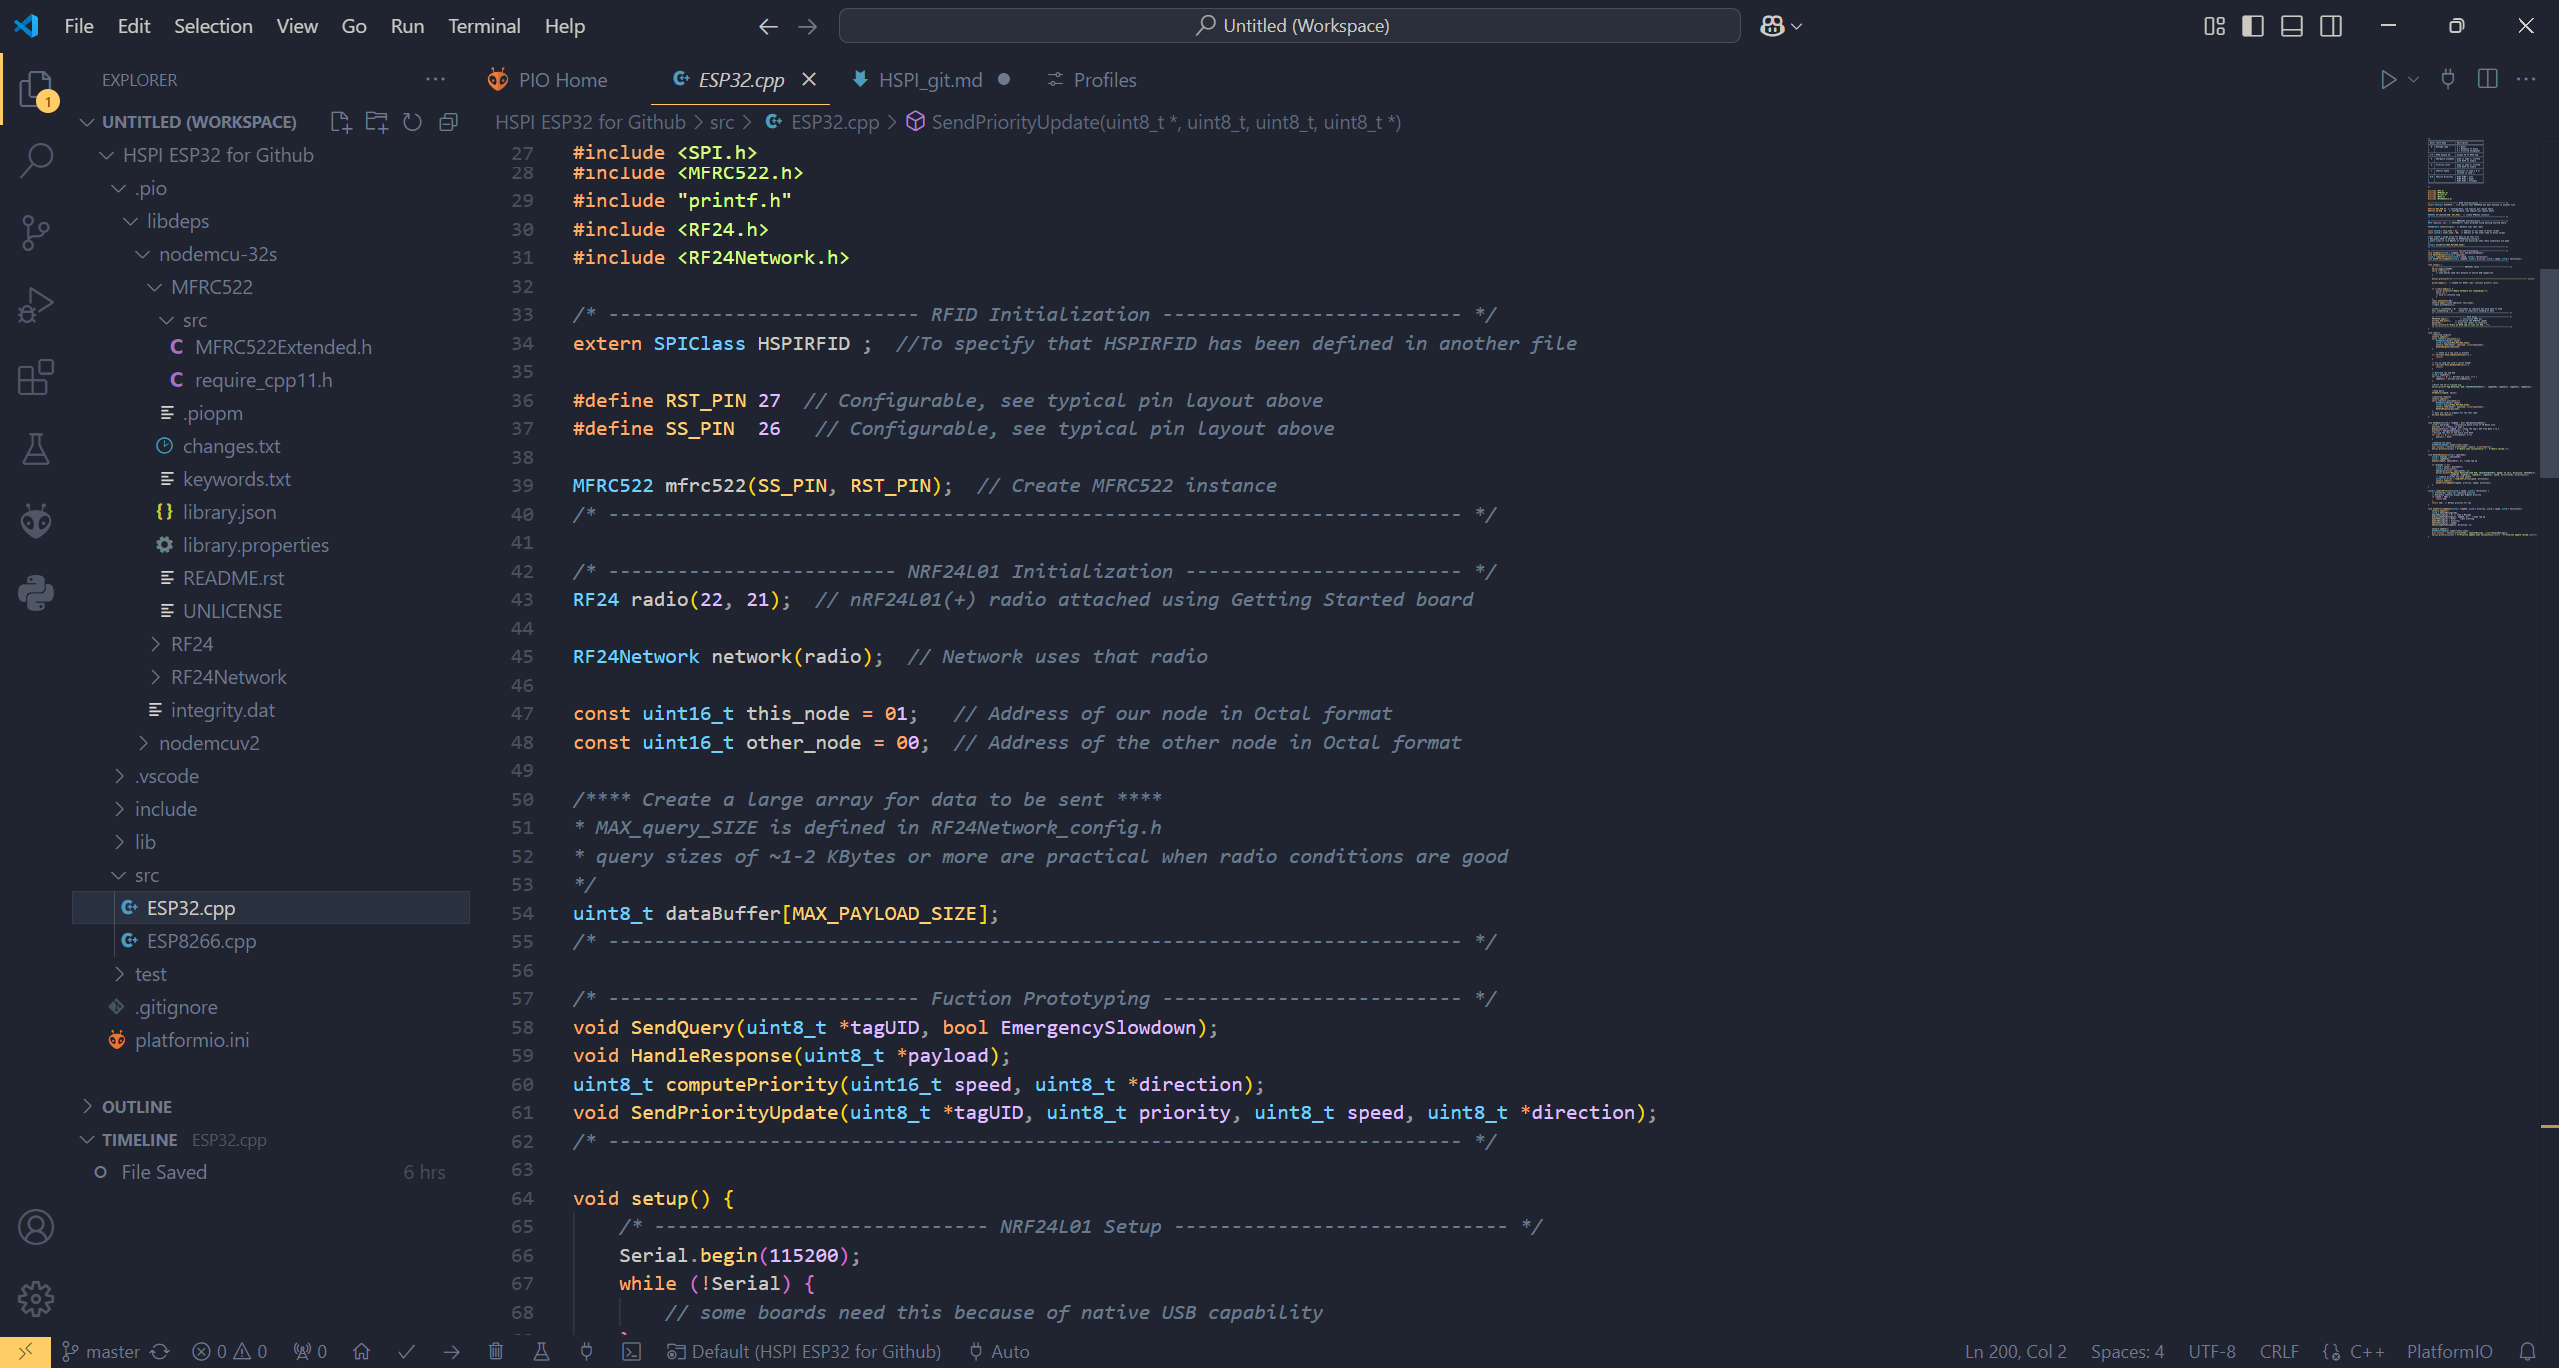 File Edit Selection View Go Run Terminal Help
Untitled (Workspace)
EXPLORER
PIO Home
ESP32.cpp
HSPI_git.md
Profiles
1
UNTITLED (WORKSPACE)
HSPI ESP32 for Github
.pio
libdeps
nodemcu-32s
MFRC522
src
MFRC522Extended.h
require_cpp11.h
.piopm
changes.txt
keywords.txt
library.json
library.properties
README.rst
UNLICENSE
RF24
RF24Network
integrity.dat
nodemcuv2
.vscode
include
lib
src
ESP32.cpp
ESP8266.cpp
test
.gitignore
platformio.ini
OUTLINE
TIMELINE ESP32.cpp
File Saved 6 hrs
HSPI ESP32 for Github > src > ESP32.cpp > SendPriorityUpdate(uint8_t *, uint8_t, uint8_t, uint8_t *)
27 #include <SPI.h>
28 #include <MFRC522.h>
29 #include "printf.h"
30 #include <RF24.h>
31 #include <RF24Network.h>
32
33 /* --------------------------- RFID Initialization -------------------------- */
34 extern SPIClass HSPIRFID ;  //To specify that HSPIRFID has been defined in another file
35
36 #define RST_PIN 27  // Configurable, see typical pin layout above
37 #define SS_PIN  26   // Configurable, see typical pin layout above
38
39 MFRC522 mfrc522(SS_PIN, RST_PIN);  // Create MFRC522 instance
40 /* -------------------------------------------------------------------------- */
41
42 /* ------------------------- NRF24L01 Initialization ------------------------ */
43 RF24 radio(22, 21);  // nRF24L01(+) radio attached using Getting Started board
44
45 RF24Network network(radio);  // Network uses that radio
46
47 const uint16_t this_node = 01;   // Address of our node in Octal format
48 const uint16_t other_node = 00;  // Address of the other node in Octal format
49
50 /**** Create a large array for data to be sent ****
51 * MAX_query_SIZE is defined in RF24Network_config.h
52 * query sizes of ~1-2 KBytes or more are practical when radio conditions are good
53 */
54 uint8_t dataBuffer[MAX_PAYLOAD_SIZE];
55 /* -------------------------------------------------------------------------- */
56
57 /* --------------------------- Fuction Prototyping -------------------------- */
58 void SendQuery(uint8_t *tagUID, bool EmergencySlowdown);
59 void HandleResponse(uint8_t *payload);
60 uint8_t computePriority(uint16_t speed, uint8_t *direction);
61 void SendPriorityUpdate(uint8_t *tagUID, uint8_t priority, uint8_t speed, uint8_t *direction);
62 /* -------------------------------------------------------------------------- */
63
64 void setup() {
65     /* ----------------------------- NRF24L01 Setup ----------------------------- */
66     Serial.begin(115200);
67     while (!Serial) {
68         // some boards need this because of native USB capability
master 0 0 0 Default (HSPI ESP32 for Github) Auto Ln 200, Col 2 Spaces: 4 UTF-8 CRLF {} C++ PlatformIO